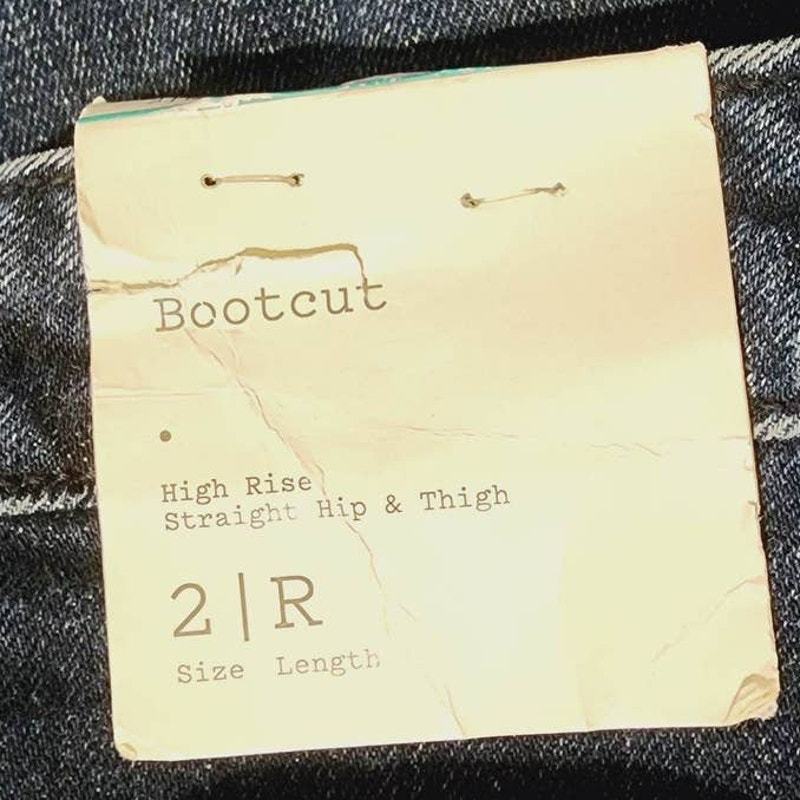 Bootcut
•
High Rise
Straight Hip & Thigh
2|R
Size Length